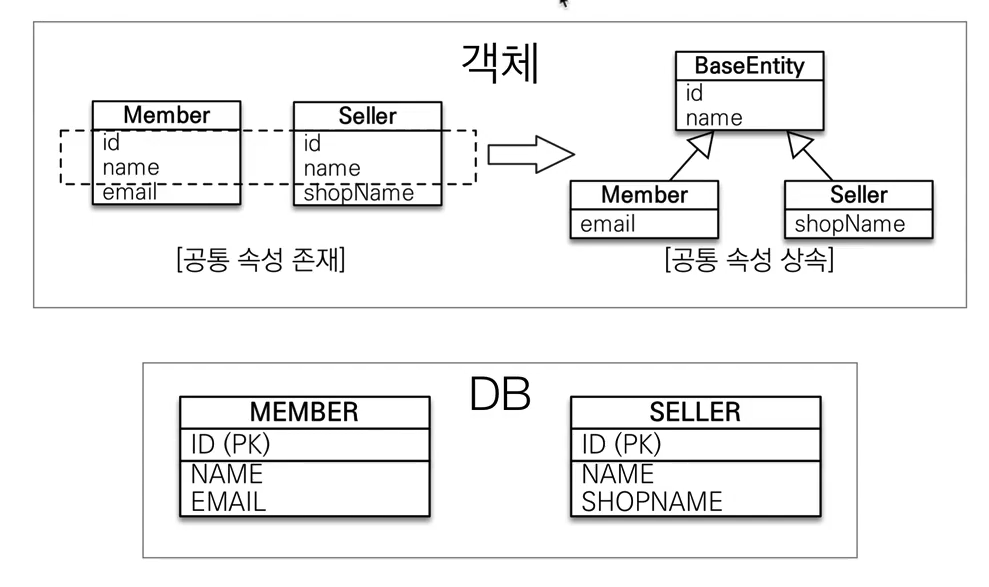 객체
Member
id
name
email
Seller
id
name
shopName
[공통 속성 존재]
BaseEntity
id
name
Member
email
Seller
shopName
[공통 속성 상속]
DB
MEMBER
ID (PK)
NAME
EMAIL
SELLER
ID (PK)
NAME
SHOPNAME